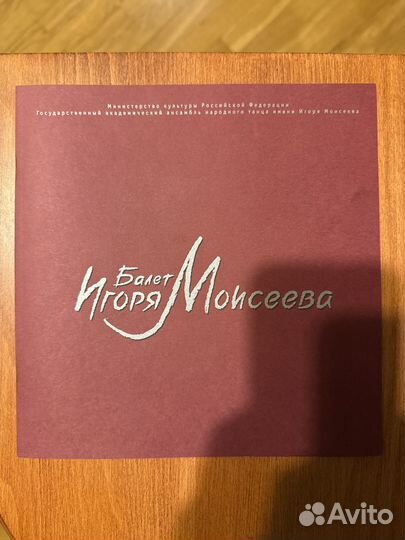 Министерство культуры Российской Федерации
Государственный академический ансамбль народного танца имени Игоря Моисеева
Балет
Игоря Моисеева
Avito